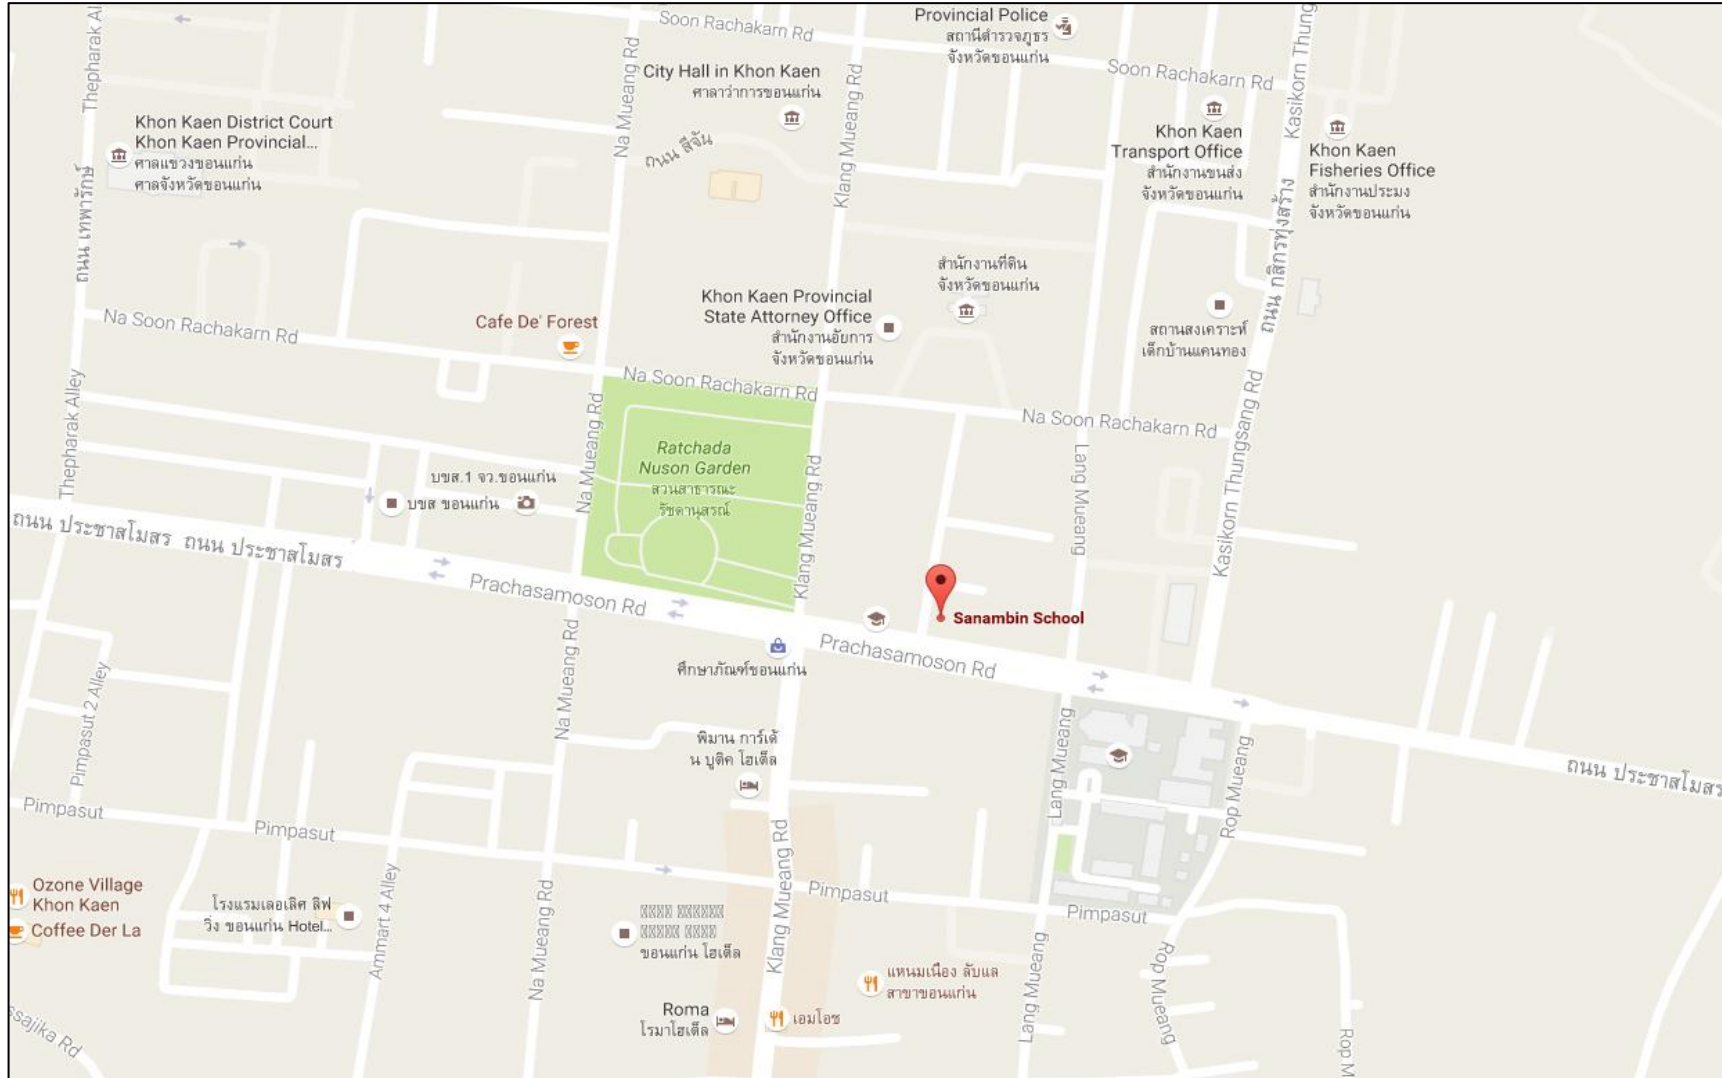 Thepharak Al
Soon Rachakarn Rd
Na Mueang Rd
Klang Mueang Rd
Provincial Police
สถานีตำรวจภูธร
จังหวัดขอนแก่น
Soon Rachakarn Rd
Kasikorn Thung
City Hall in Khon Kaen
ศาลาว่าการขอนแก่น
ถนน สีจัน
Khon Kaen District Court
Khon Kaen Provincial...
ศาลแขวงขอนแก่น
ศาลจังหวัดขอนแก่น
Khon Kaen
Transport Office
สำนักงานขนส่ง
จังหวัดขอนแก่น
Khon Kaen
Fisheries Office
สำนักงานประมง
จังหวัดขอนแก่น
ถนน เทพารักษ์
ถนน กสิกรทุ่งสร้าง
สำนักงานที่ดิน
จังหวัดขอนแก่น
Khon Kaen Provincial
State Attorney Office
สำนักงานอัยการ
จังหวัดขอนแก่น
สถานสงเคราะห์
เด็กบ้านแคนทอง
Na Soon Rachakarn Rd
Cafe De' Forest
Na Soon Rachakarn Rd
Na Soon Rachakarn Rd
Thepharak Alley
Na Mueang Rd
Ratchada
Nuson Garden
สวนสาธารณะ
รัชดานุสรณ์
Klang Mueang Rd
Lang Mueang
Kasikorn Thungsang Rd
บขส.1 จว.ขอนแก่น
บขส ขอนแก่น
ถนน ประชาสโมสร
ถนน ประชาสโมสร
Prachasamoson Rd
Sanambin School
Prachasamoson Rd
ศึกษาภัณฑ์ขอนแก่น
Pimpasut 2 Alley
Na Mueang Rd
พิมาน การ์เด้
น บูติค โฮเต็ล
Lang Mueang
Rop Mueang
ถนน ประชาสโมสร
Pimpasut
Pimpasut
Klang Mueang Rd
Pimpasut
Pimpasut
Ozone Village
Khon Kaen
Coffee Der La
โรงแรมเลอเลิศ ลิฟ
วิ่ง ขอนแก่น Hotel...
Ammart 4 Alley
Na Mueang Rd
ขอนแก่น โฮเต็ล
แหนมเนือง ลับแล
สาขาขอนแก่น
Lang Mueang
Rop Mueang
Roma
โรมาโฮเต็ล
เอมโอช
ssajika Rd
Rop M